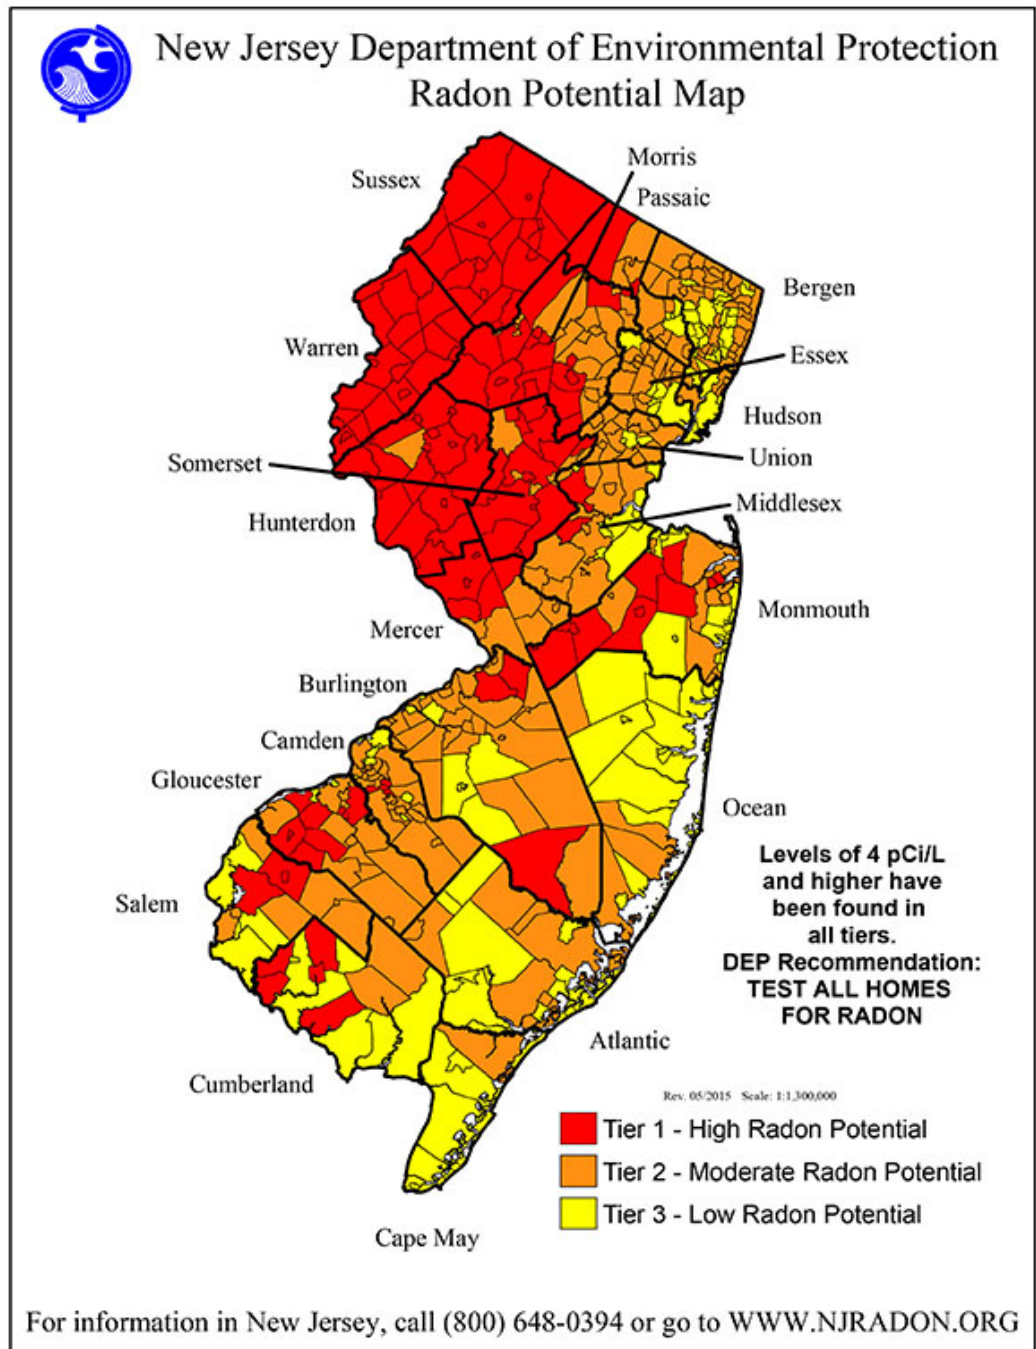 New Jersey Department of Environmental Protection
Radon Potential Map
Morris
Sussex
Passaic
Bergen
Warren
Essex
Hudson
Somerset
Union
Middlesex
Hunterdon
Monmouth
Mercer
Burlington
Camden
Gloucester
Ocean
Levels of 4 pCi/L
and higher have
been found in
all tiers.
DEP Recommendation:
TEST ALL HOMES
FOR RADON
Salem
Atlantic
Cumberland
Rev. 05/2015 Scale: 1:1,300,000
Tier 1 - High Radon Potential
Tier 2 - Moderate Radon Potential
Tier 3 - Low Radon Potential
Cape May
For information in New Jersey, call (800) 648-0394 or go to WWW.NJRADON.ORG